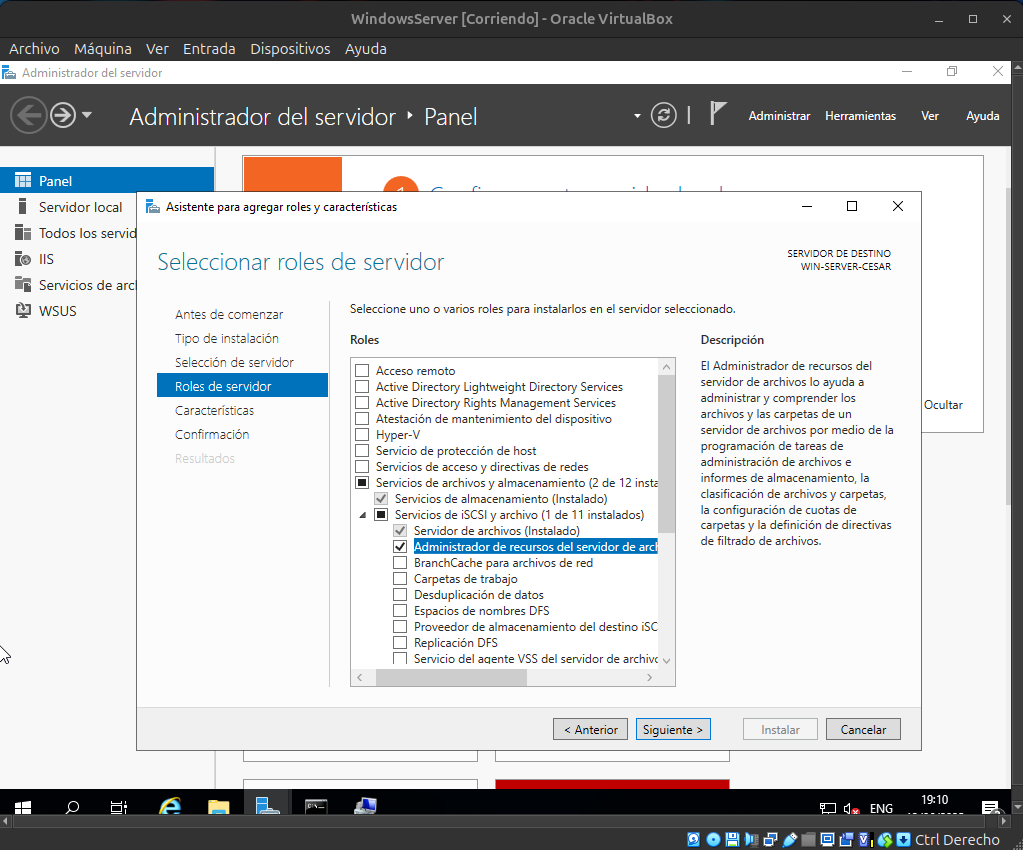 WindowsServer [Corriendo] - Oracle VirtualBox
Archivo Máquina Ver Entrada Dispositivos Ayuda
Administrador del servidor
Administrador del servidor Panel
Administrar Herramientas Ver Ayuda
Panel
Servidor local
Todos los servid
IIS
Servicios de arc
WSUS
Asistente para agregar roles y características
Seleccionar roles de servidor
SERVIDOR DE DESTINO
WIN-SERVER-CESAR
Antes de comenzar
Tipo de instalación
Selección de servidor
Roles de servidor
Características
Confirmación
Resultados
Seleccione uno o varios roles para instalarlos en el servidor seleccionado.
Roles
Acceso remoto
Active Directory Lightweight Directory Services
Active Directory Rights Management Services
Atestación de mantenimiento del dispositivo
Hyper-V
Servicio de protección de host
Servicios de acceso y directivas de redes
Servicios de archivos y almacenamiento (2 de 12 insta
Servicios de almacenamiento (Instalado)
Servicios de iSCSI y archivo (1 de 11 instalados)
Servidor de archivos (Instalado)
Administrador de recursos del servidor de arch
BranchCache para archivos de red
Carpetas de trabajo
Desduplicación de datos
Espacios de nombres DFS
Proveedor de almacenamiento del destino iSC
Replicación DFS
Servicio del agente VSS del servidor de archivo
Descripción
El Administrador de recursos del
servidor de archivos lo ayuda a
administrar y comprender los
archivos y las carpetas de un
servidor de archivos por medio de la
programación de tareas de
administración de archivos e
informes de almacenamiento, la
clasificación de archivos y carpetas,
la configuración de cuotas de
carpetas y la definición de directivas
de filtrado de archivos.
Ocultar
< Anterior
Siguiente >
Instalar
Cancelar
ENG
19:10
Ctrl Derecho